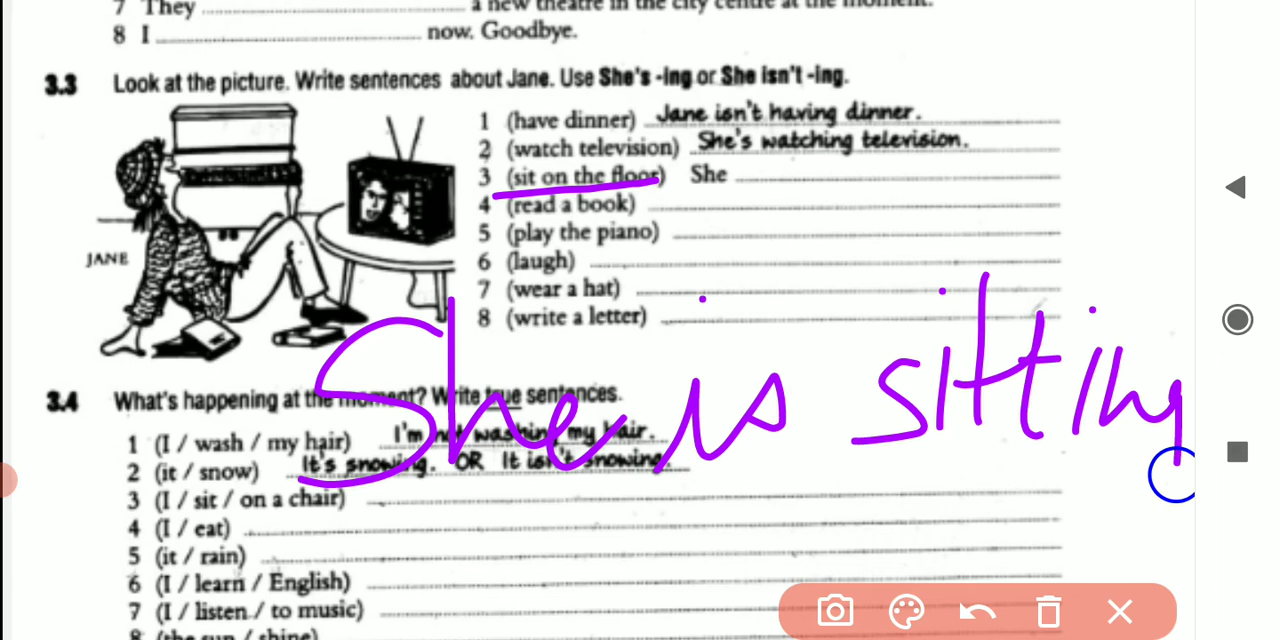 7 They ........ a new theatre in the city centre at the moment.
8 I ........ now. Goodbye.
3.3 Look at the picture. Write sentences about Jane. Use She's -ing or She isn't -ing.
1 (have dinner) Jane isn't having dinner.
2 (watch television) She's watching television.
3 (sit on the floor) She ........
4 (read a book) ........
5 (play the piano) ........
6 (laugh) ........
7 (wear a hat) ........
8 (write a letter) ........
JANE
She is sitting
3.4 What's happening at the moment? Write true sentences.
1 (I / wash / my hair) I'm not washing my hair.
2 (it / snow) It's snowing. OR It isn't snowing.
3 (I / sit / on a chair) ........
4 (I / eat) ........
5 (it / rain) ........
6 (I / learn / English) ........
7 (I / listen / to music) ........
8 (the sun / shine)